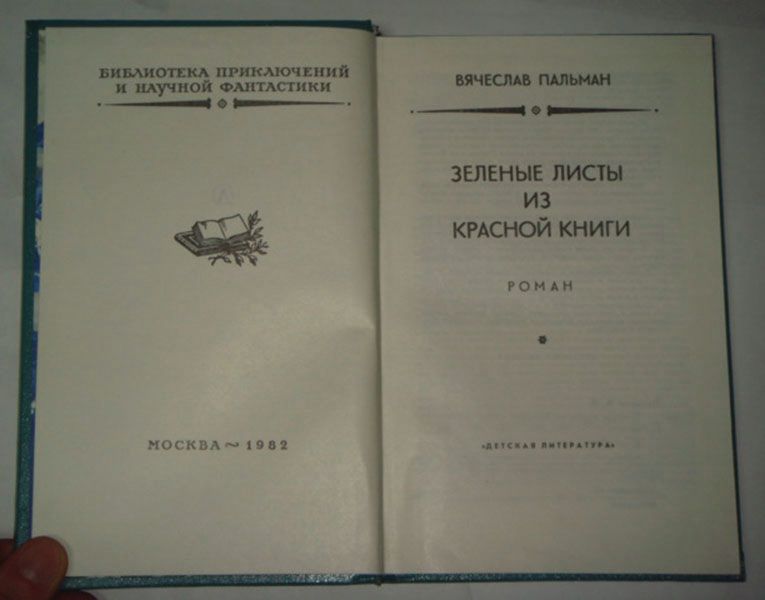 БИБЛИОТЕКА ПРИКЛЮЧЕНИЙ
И НАУЧНОЙ ФАНТАСТИКИ
МОСКВА ~ 1982
ВЯЧЕСЛАВ ПАЛЬМАН
ЗЕЛЕНЫЕ ЛИСТЫ
ИЗ
КРАСНОЙ КНИГИ
РОМАН
«ДЕТСКАЯ ЛИТЕРАТУРА»